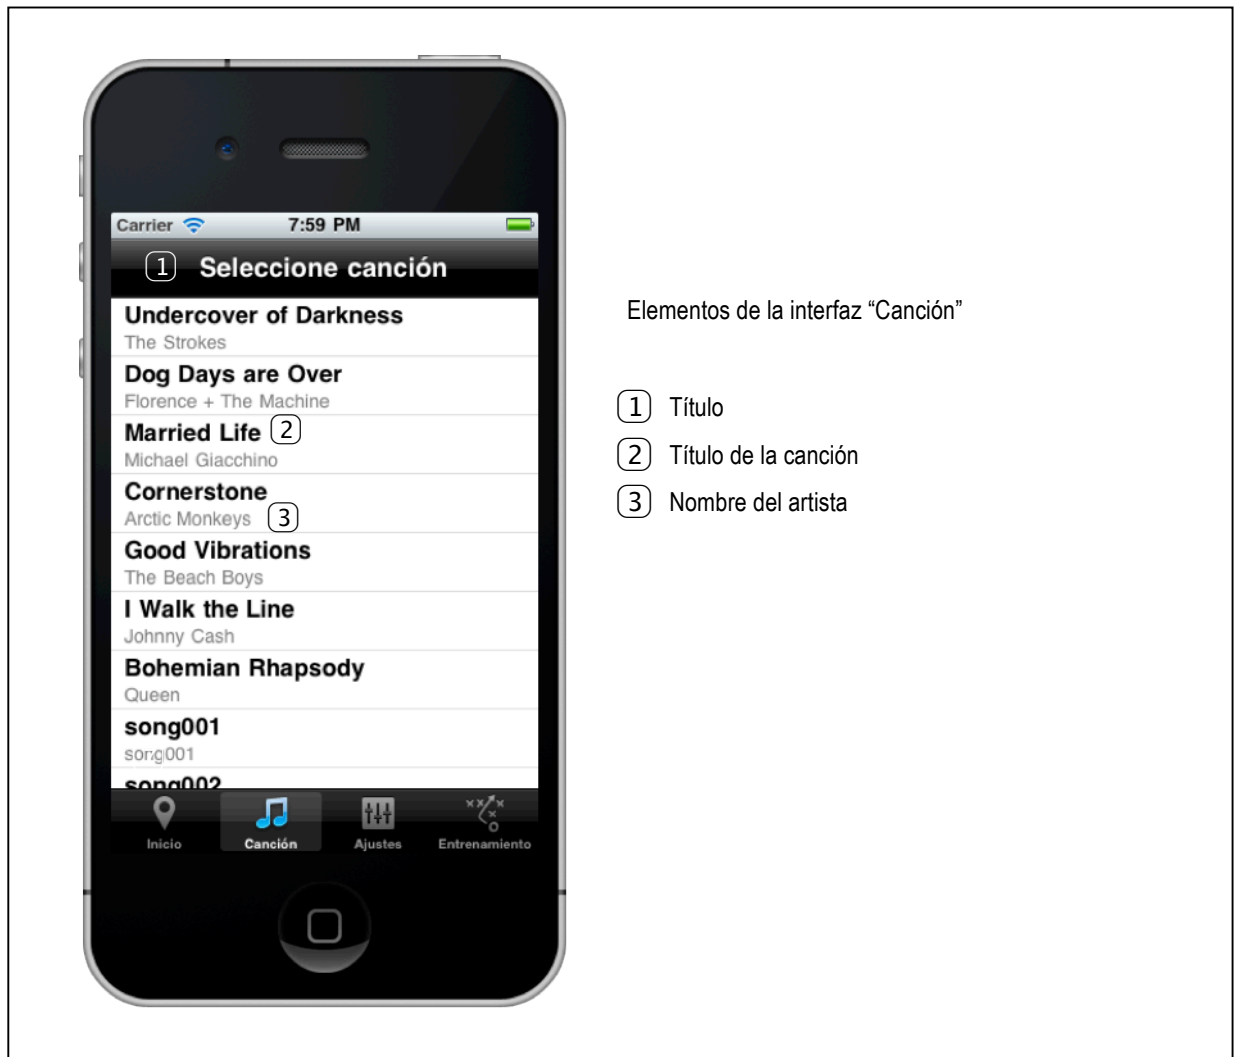 Carrier 7:59 PM
1 Seleccione canción
Undercover of Darkness
The Strokes
Dog Days are Over
Florence + The Machine
Married Life 2
Michael Giacchino
Cornerstone
Arctic Monkeys 3
Good Vibrations
The Beach Boys
I Walk the Line
Johnny Cash
Bohemian Rhapsody
Queen
song001
song001
song002
Inicio Canción Ajustes Entrenamiento
Elementos de la interfaz “Canción”
1 Título
2 Título de la canción
3 Nombre del artista